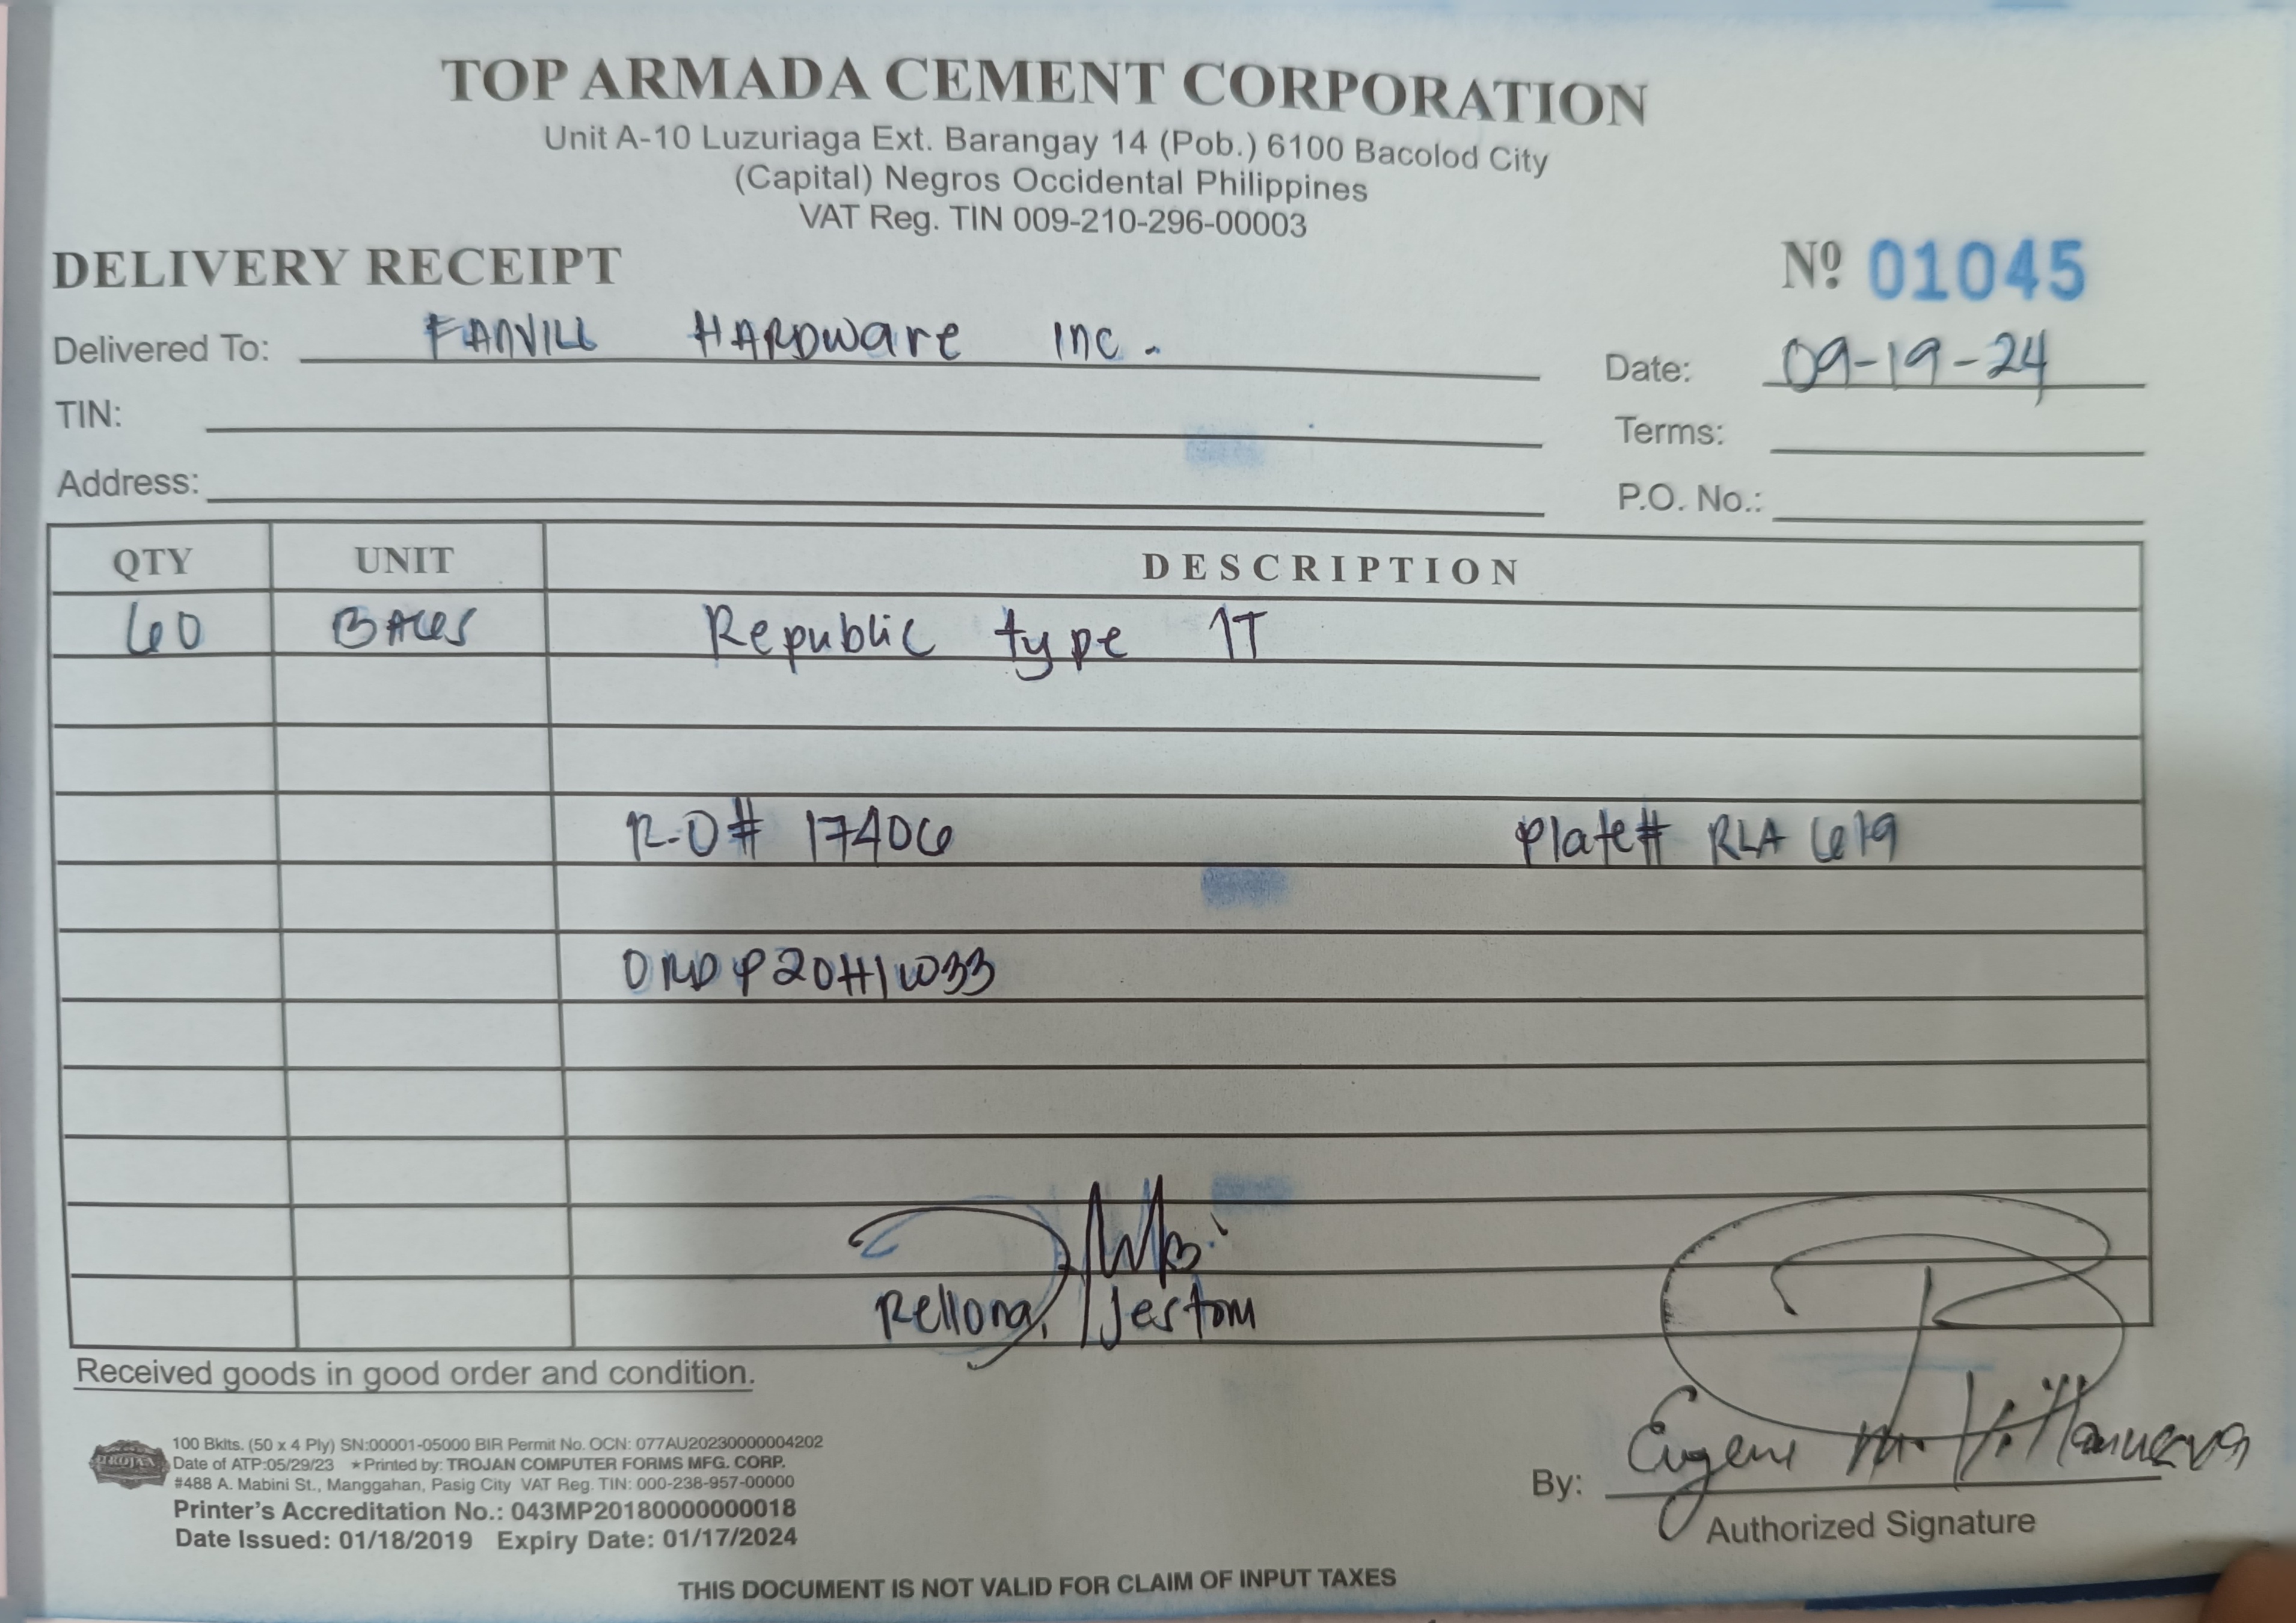 TOP ARMADA CEMENT CORPORATION
Unit A-10 Luzuriaga Ext. Barangay 14 (Pob.) 6100 Bacolod City
(Capital) Negros Occidental Philippines
VAT Reg. TIN 009-210-296-00003
DELIVERY RECEIPT Nº 01045
Delivered To: FANVILL HARDware Inc. Date: 09-19-24
TIN: Terms:
Address: P.O. No.:
QTY UNIT DESCRIPTION
60 Republic type 1T
R-O# 17406 Plate# RLA 619
Rellona, Jestom
Received goods in good order and condition.
TROJAN
100 Bklts. (50 x 4 Ply) SN:00001-05000 BIR Permit No. OCN: 077AU20230000004202
Date of ATP:05/29/23 ★Printed by: TROJAN COMPUTER FORMS MFG. CORP.
#488 A. Mabini St., Manggahan, Pasig City VAT Reg. TIN: 000-238-957-00000
Printer's Accreditation No.: 043MP20180000000018
Date Issued: 01/18/2019 Expiry Date: 01/17/2024
By: Eugene M. Villanueva
Authorized Signature
THIS DOCUMENT IS NOT VALID FOR CLAIM OF INPUT TAXES